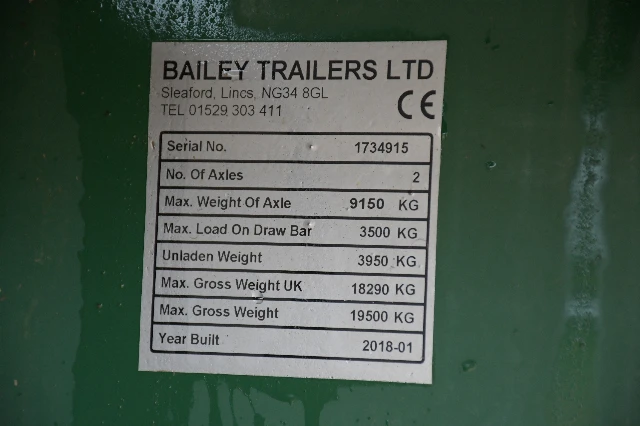 BAILEY TRAILERS LTD
Sleaford, Lincs, NG34 8GL
TEL 01529 303 411
CE
Serial No. 1734915
No. Of Axles 2
Max. Weight Of Axle 9150 KG
Max. Load On Draw Bar 3500 KG
Unladen Weight 3950 KG
Max. Gross Weight UK 18290 KG
Max. Gross Weight 19500 KG
Year Built 2018-01